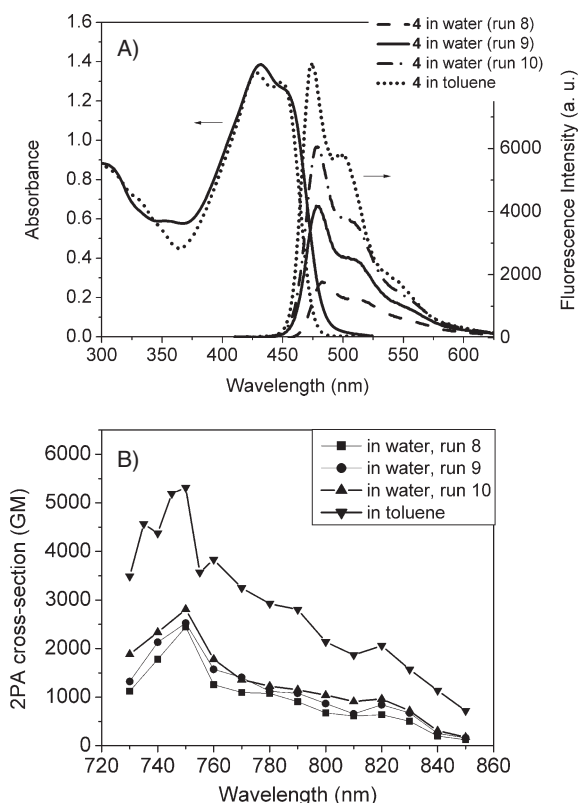 A)
4 in water (run 8)
4 in water (run 9)
4 in water (run 10)
4 in toluene
1.6
1.4
1.2
1.0
0.8
0.6
0.4
0.2
0.0
Absorbance
6000
4000
2000
0
Fluorescence Intensity (a. u.)
300 350 400 450 500 550 600
Wavelength (nm)
B)
in water, run 8
in water, run 9
in water, run 10
in toluene
6000
5000
4000
3000
2000
1000
0
2PA cross-section (GM)
720 740 760 780 800 820 840 860
Wavelength (nm)